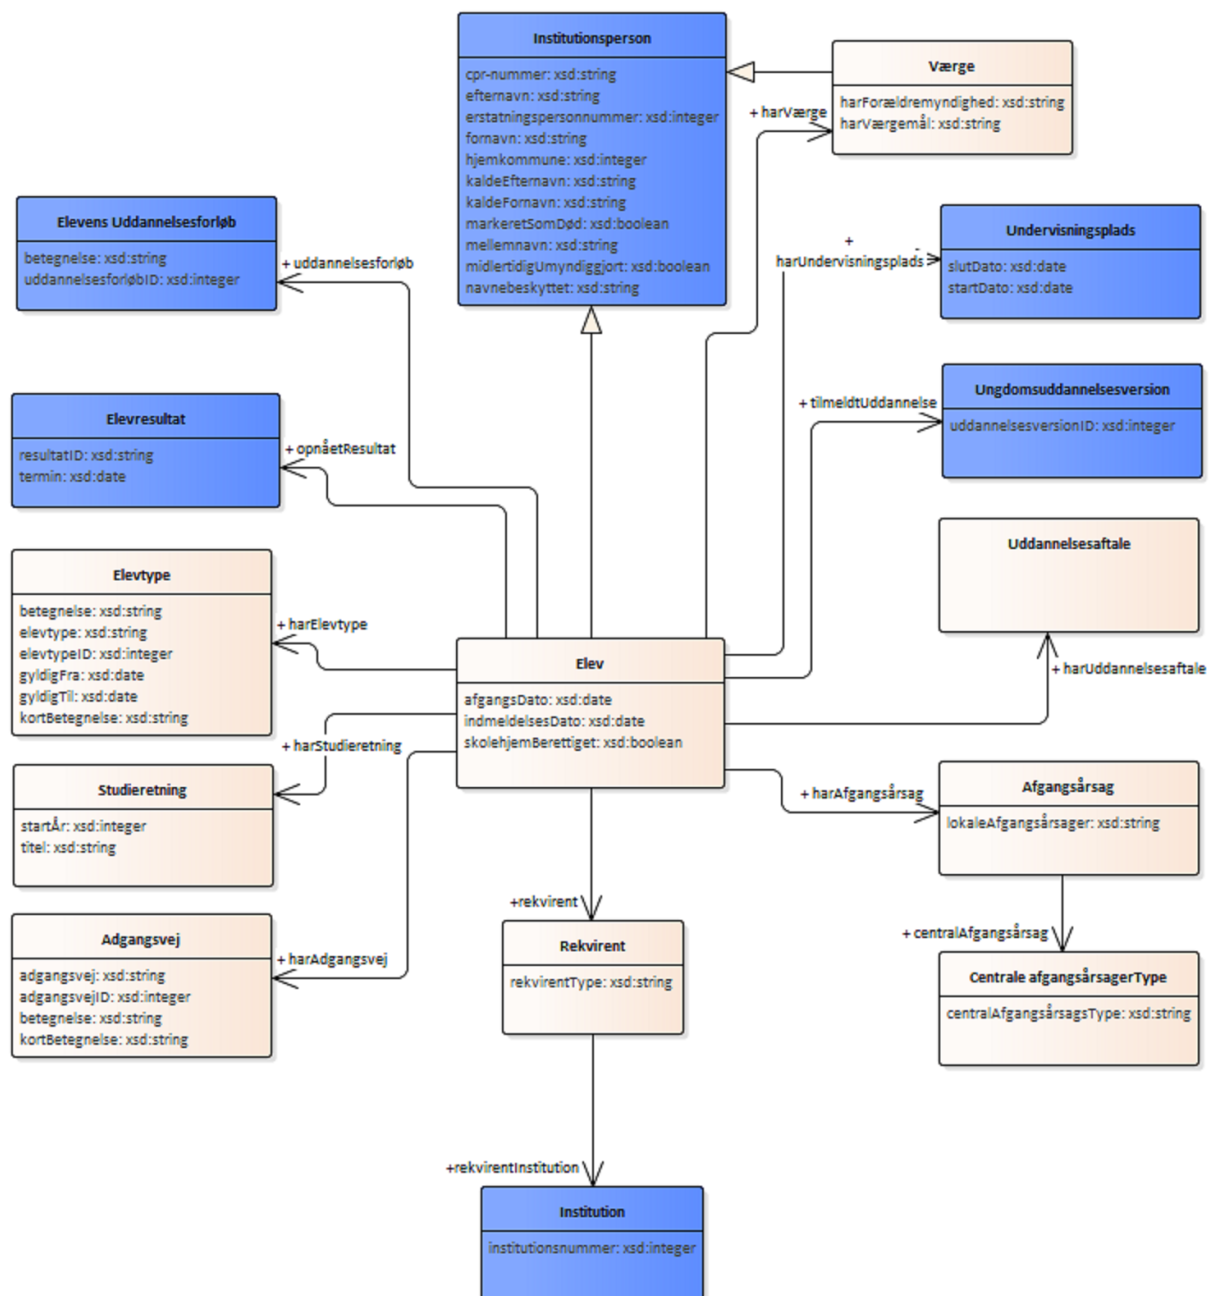 Institutionsperson
cpr-nummer: xsd:string
efternavn: xsd:string
erstatningspersonnummer: xsd:integer
fornavn: xsd:string
hjemkommune: xsd:integer
kaldeEfternavn: xsd:string
kaldeFornavn: xsd:string
markeretSomDød: xsd:boolean
mellemnavn: xsd:string
midlertidigUmyndiggjort: xsd:boolean
navnebeskyttet: xsd:string
Værge
harForældremyndighed: xsd:string
harVærgemål: xsd:string
+ harVærge
Elevens Uddannelsesforløb
betegnelse: xsd:string
uddannelsesforløbID: xsd:integer
+ uddannelsesforløb
Undervisningsplads
slutDato: xsd:date
startDato: xsd:date
+
harUndervisningsplads
Ungdomsuddannelsesversion
uddannelsesversionID: xsd:integer
+ tilmeldtUddannelse
Elevresultat
resultatID: xsd:string
termin: xsd:date
+ opnåetResultat
Uddannelsesaftale
+ harUddannelsesaftale
Elevtype
betegnelse: xsd:string
elevtype: xsd:string
elevtypeID: xsd:integer
gyldigFra: xsd:date
gyldigTil: xsd:date
kortBetegnelse: xsd:string
+ harElevtype
Elev
afgangsDato: xsd:date
indmeldelsesDato: xsd:date
skolehjemBerettiget: xsd:boolean
+ harStudieretning
Studieretning
startÅr: xsd:integer
titel: xsd:string
+ harAfgangsårsag
Afgangsårsag
lokaleAfgangsårsager: xsd:string
+ centralAfgangsårsag
Centrale afgangsårsagerType
centralAfgangsårsagsType: xsd:string
Adgangsvej
adgangsvej: xsd:string
adgangsvejID: xsd:integer
betegnelse: xsd:string
kortBetegnelse: xsd:string
+ harAdgangsvej
+rekvirent
Rekvirent
rekvirentType: xsd:string
+rekvirentInstitution
Institution
institutionsnummer: xsd:integer